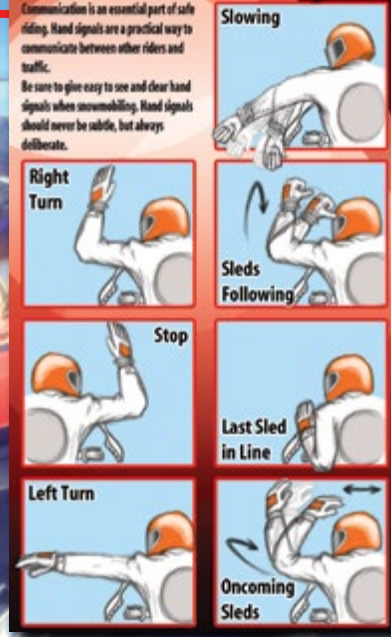 Communication is an essential part of safe
riding. Hand signals are a practical way to
communicate between other riders and
traffic.
Be sure to give easy to see and clear hand
signals when snowmobiling. Hand signals
should never be subtle, but always
deliberate.
Slowing
Right
Turn
Sleds
Following
Stop
Last Sled
in Line
Left Turn
Oncoming
Sleds